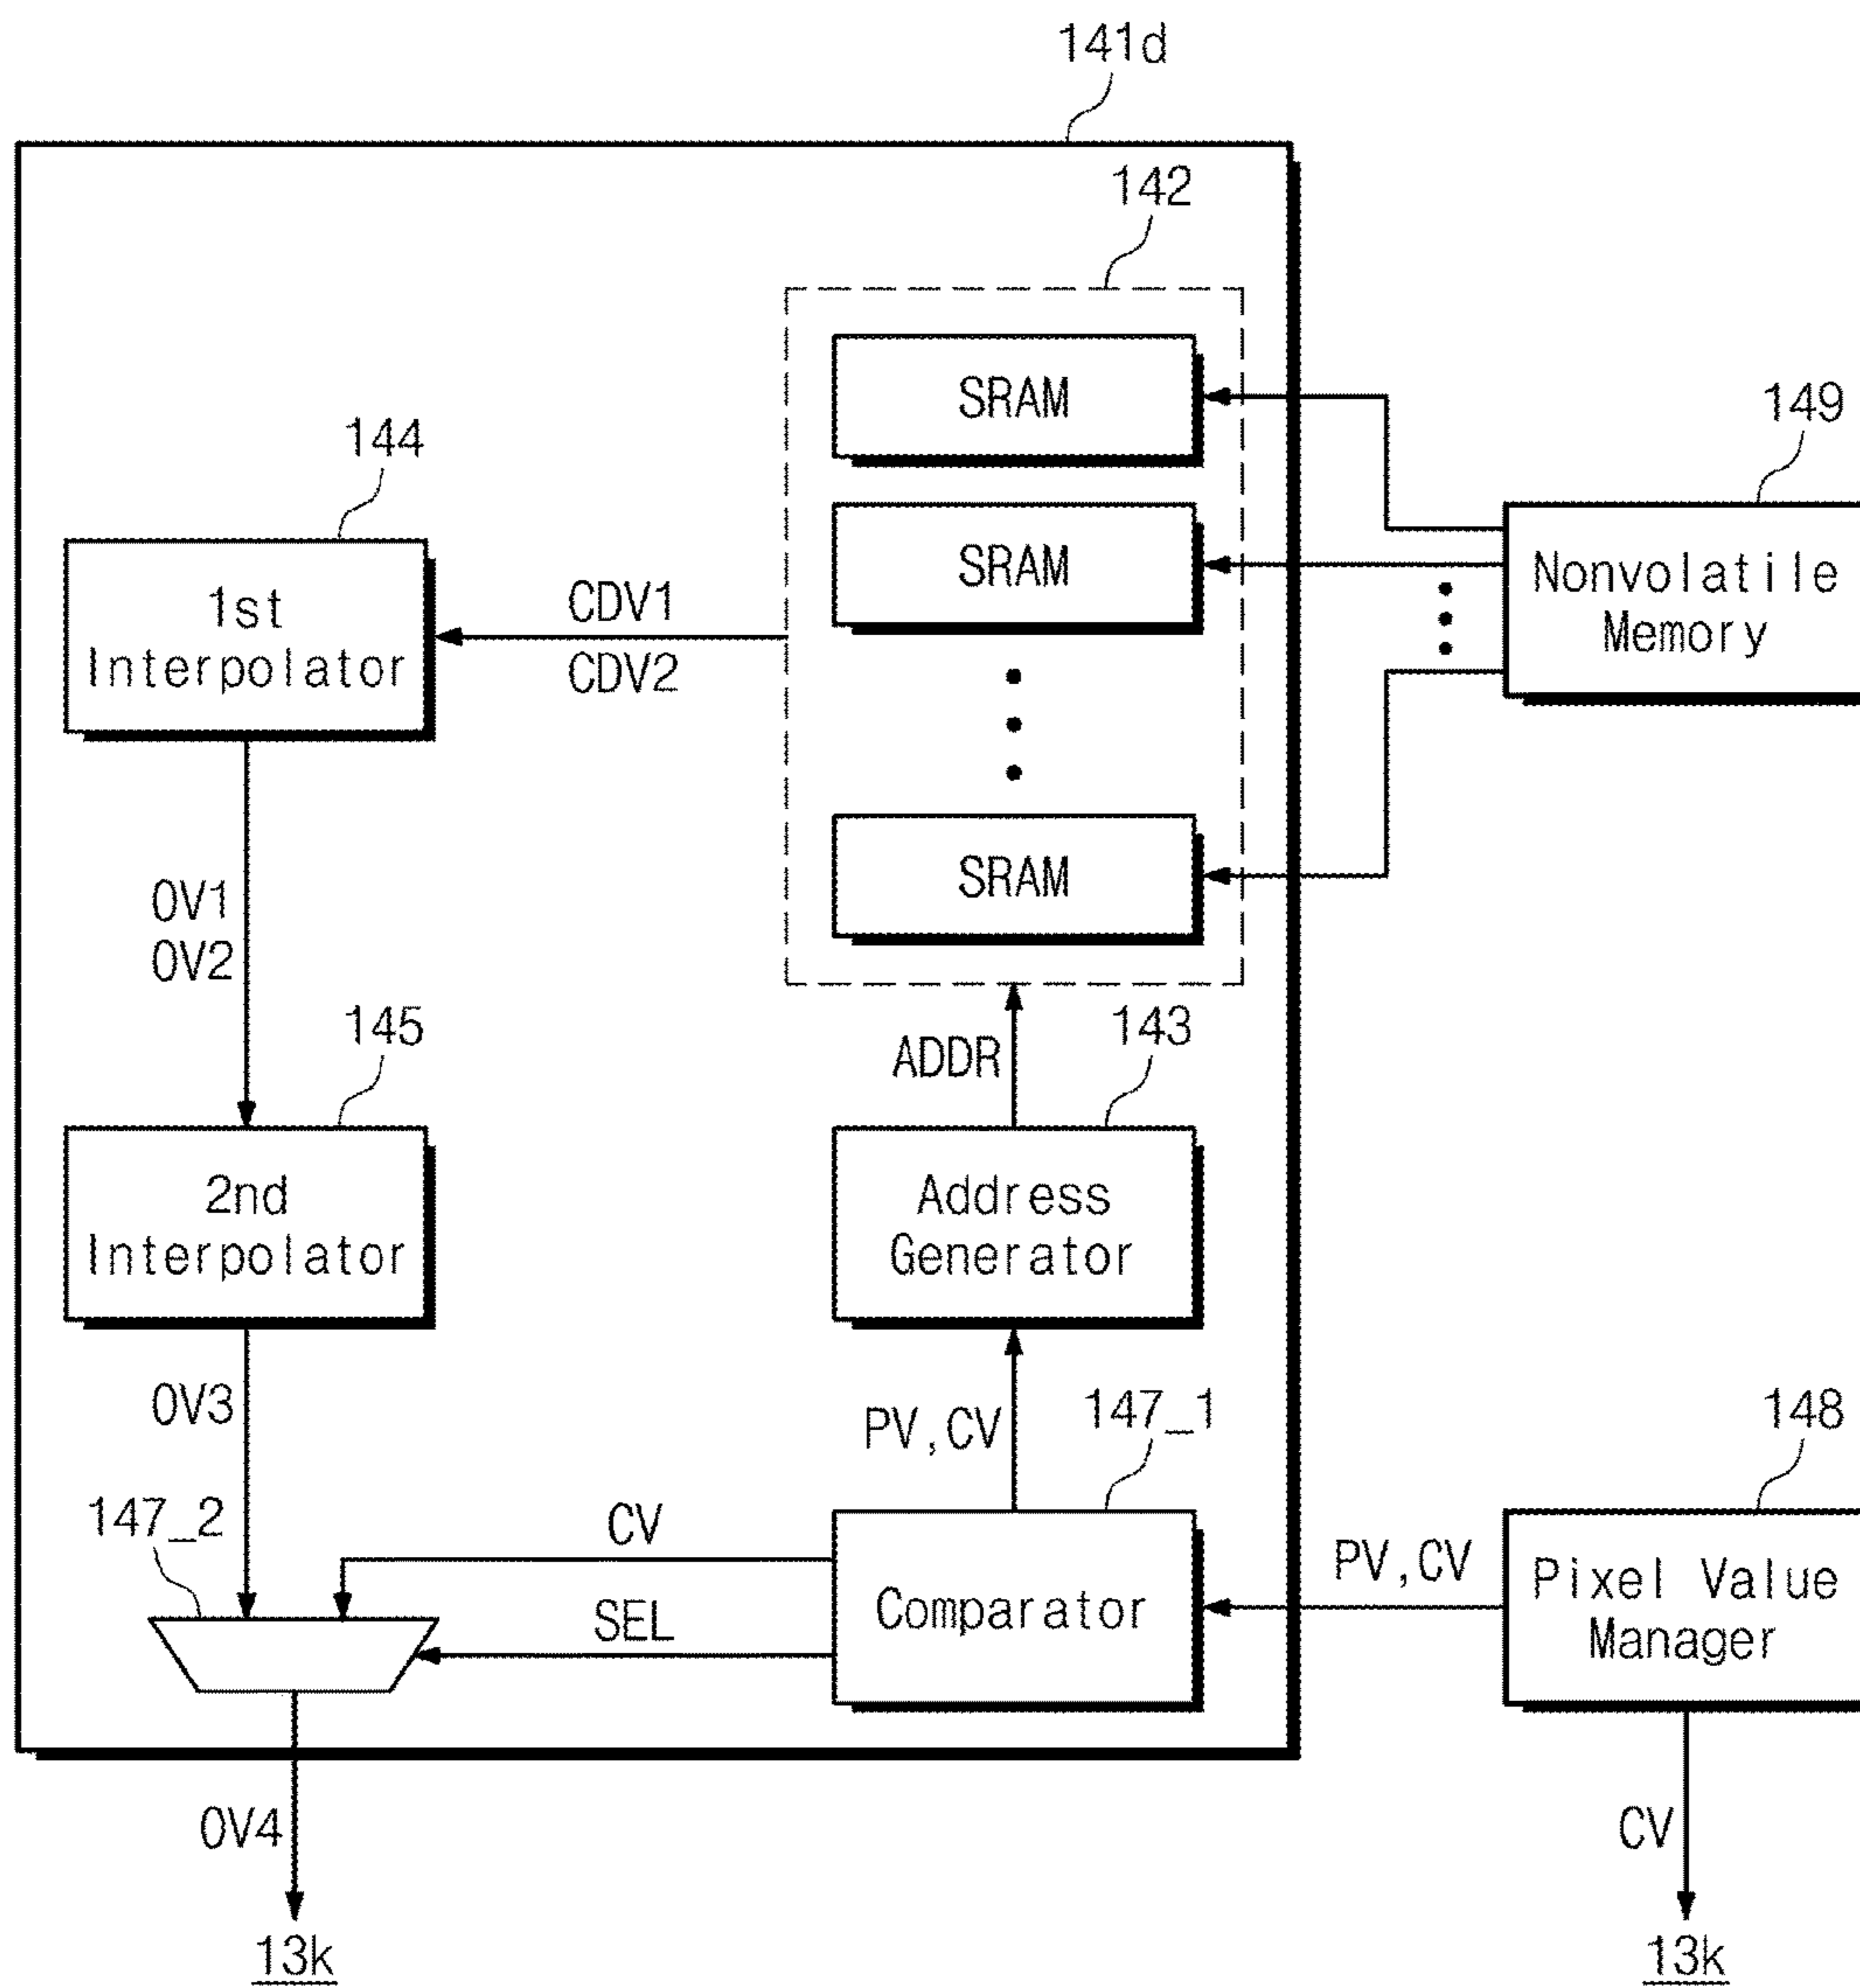 141d
142
SRAM
149
144
SRAM
Nonvolatile
Memory
1st
Interpolator
CDV1
CDV2
SRAM
OV1
OV2
145
ADDR
143
2nd
Interpolator
Address
Generator
OV3
PV,CV
147_1
148
147_2
CV
SEL
Comparator
PV,CV
Pixel Value
Manager
OV4
CV
13k
13k